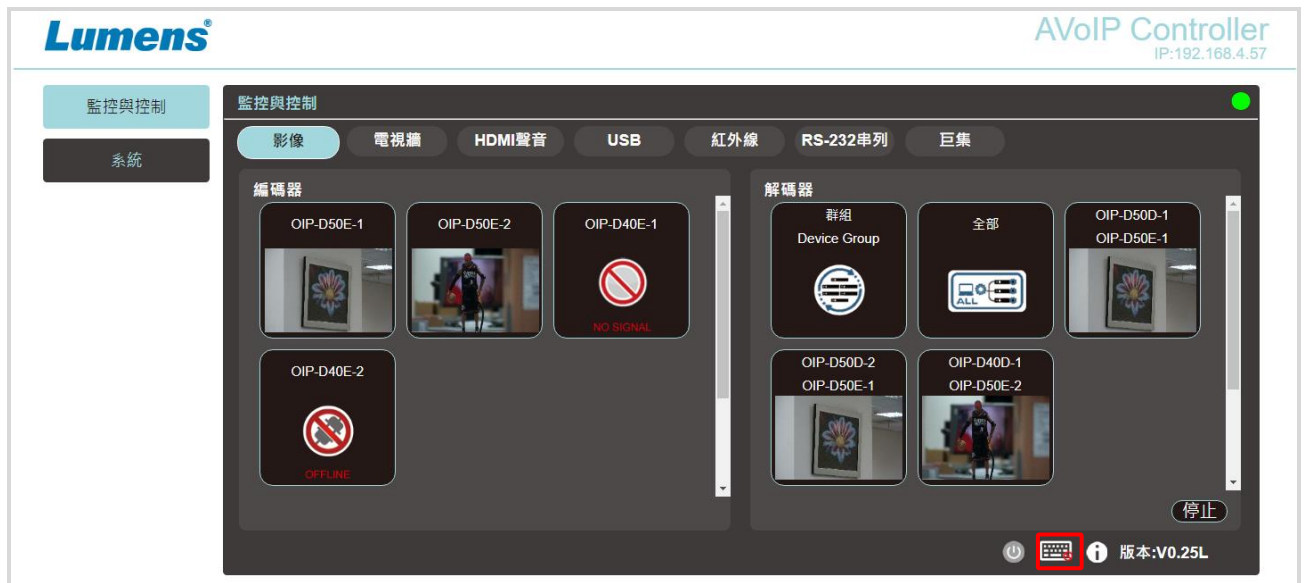 Lumens®
AVoIP Controller
IP:192.168.4.57
監控與控制
系統
監控與控制
影像
電視牆
HDMI聲音
USB
紅外線
RS-232串列
巨集
編碼器
OIP-D50E-1
OIP-D50E-2
OIP-D40E-1
NO SIGNAL
OIP-D40E-2
OFFLINE
解碼器
群組
Device Group
全部
ALL
OIP-D50D-1
OIP-D50E-1
OIP-D50D-2
OIP-D50E-1
OIP-D40D-1
OIP-D50E-2
停止
版本:V0.25L